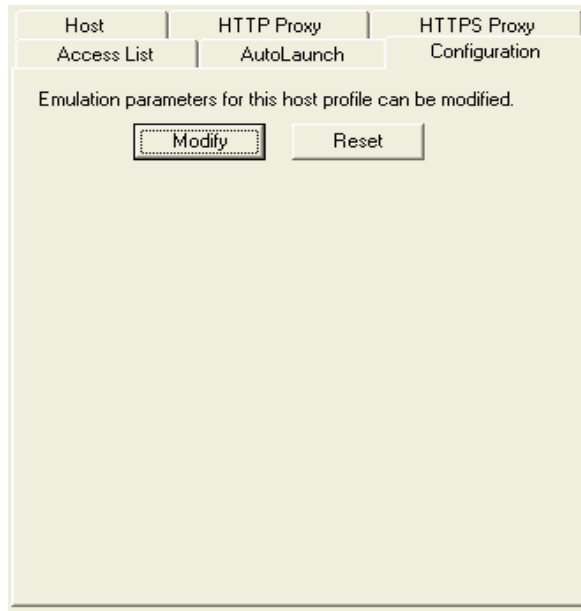 Host HTTP Proxy HTTPS Proxy
Access List AutoLaunch Configuration
Emulation parameters for this host profile can be modified.
Modify Reset